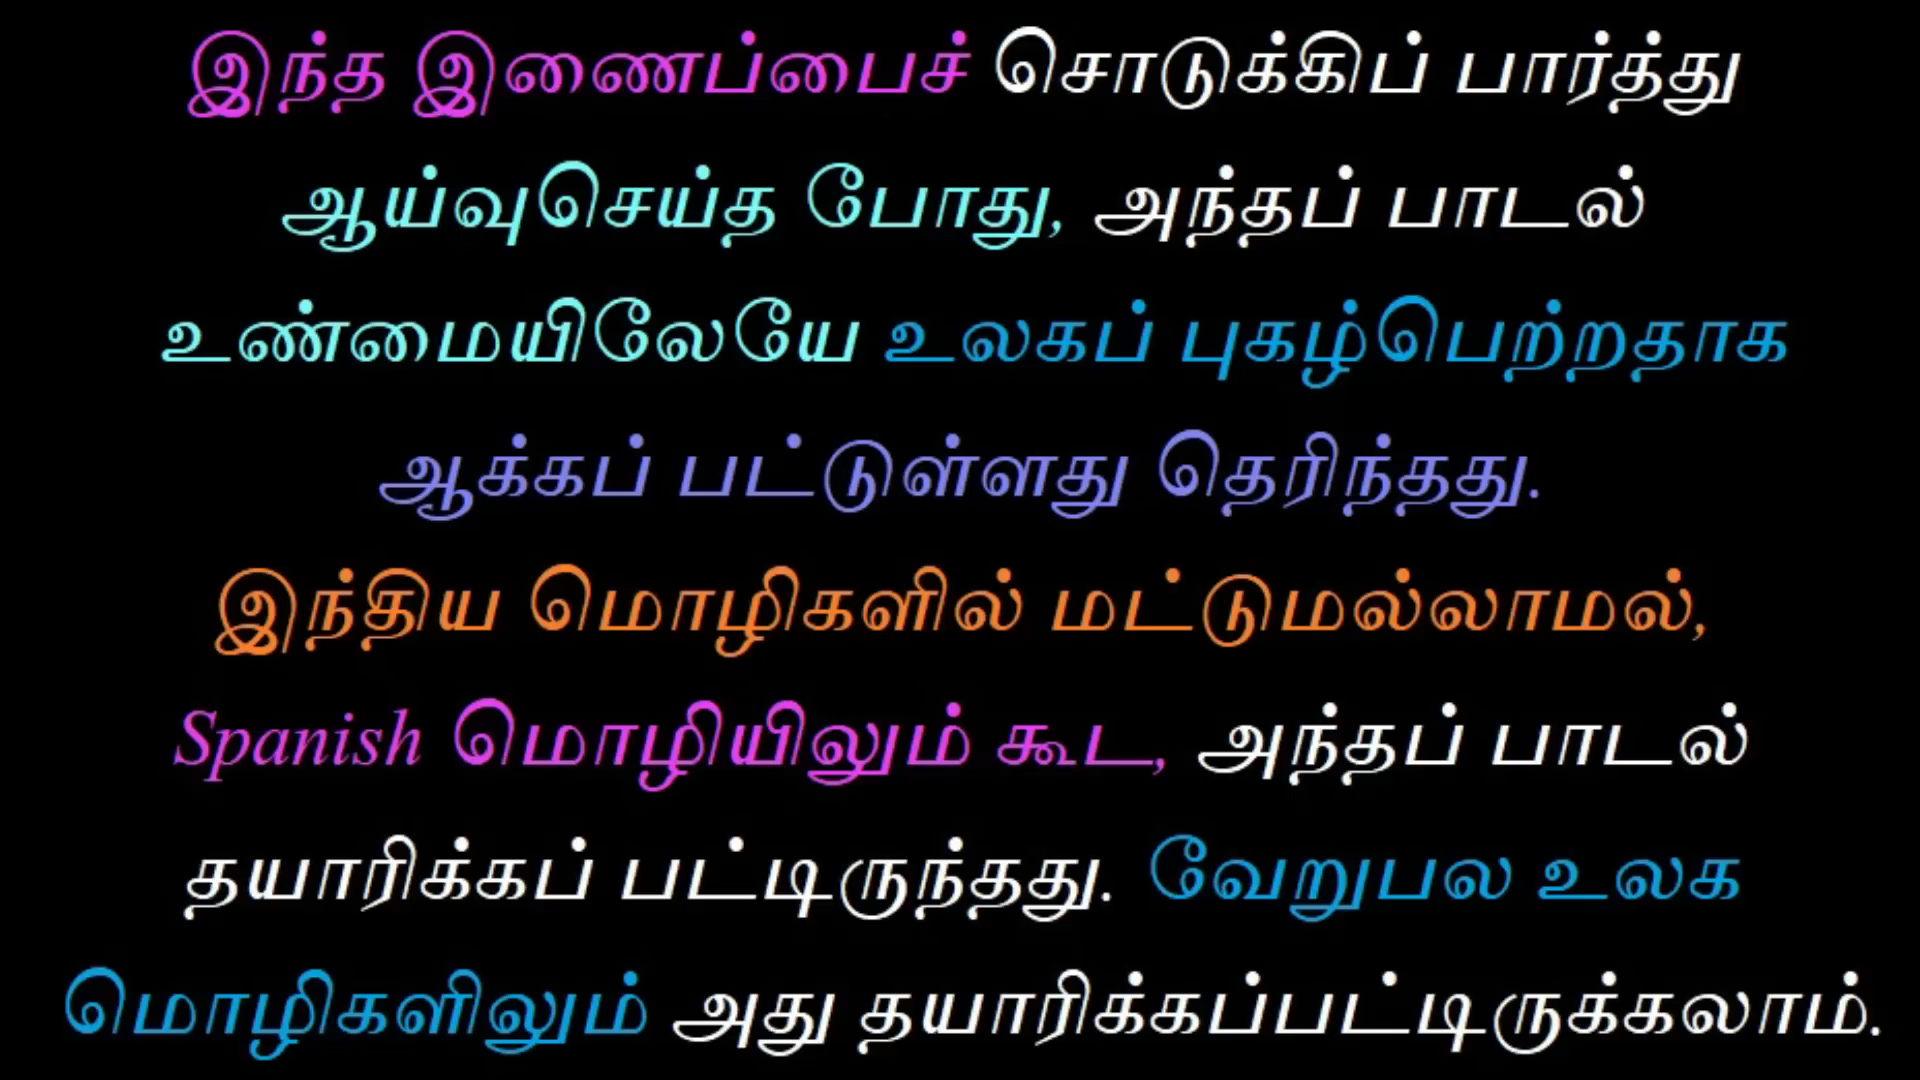 இந்த இணைப்பைச் சொடுக்கிப் பார்த்து
ஆய்வுசெய்த போது, அந்தப் பாடல்
உண்மையிலேயே உலகப் புகழ்பெற்றதாக
ஆக்கப் பட்டுள்ளது தெரிந்தது.
இந்திய மொழிகளில் மட்டுமல்லாமல்,
Spanish மொழியிலும் கூட, அந்தப் பாடல்
தயாரிக்கப் பட்டிருந்தது. வேறுபல உலக
மொழிகளிலும் அது தயாரிக்கப்பட்டிருக்கலாம்.